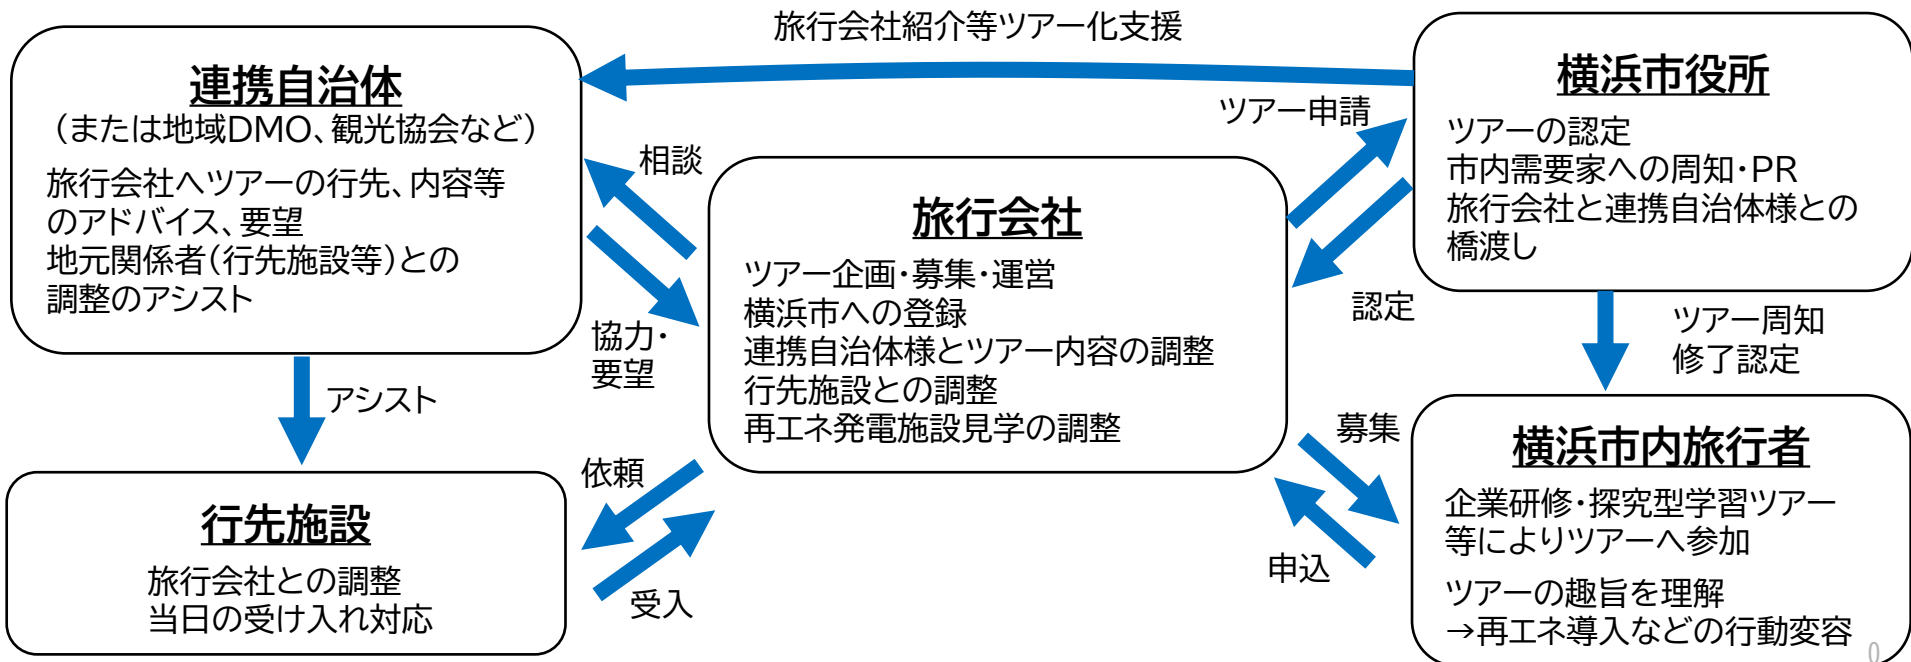 旅行会社紹介等ツアー化支援
連携自治体
（または地域DMO、観光協会など）
旅行会社へツアーの行先、内容等
のアドバイス、要望
地元関係者（行先施設等）との
調整のアシスト
横浜市役所
ツアーの認定
市内需要家への周知・PR
旅行会社と連携自治体様との
橋渡し
ツアー申請
認定
相談
協力・
要望
旅行会社
ツアー企画・募集・運営
横浜市への登録
連携自治体様とツアー内容の調整
行先施設との調整
再エネ発電施設見学の調整
ツアー周知
修了認定
アシスト
依頼
受入
募集
申込
行先施設
旅行会社との調整
当日の受け入れ対応
横浜市内旅行者
企業研修・探究型学習ツアー
等によりツアーへ参加
ツアーの趣旨を理解
→再エネ導入などの行動変容
0